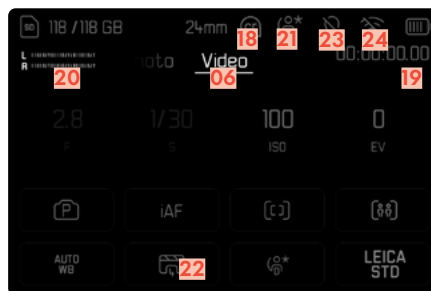 SD 118 /118 GB 24mm
18 21 23 24
L
R
oto Video 00:00:00.00
20 06 19
2.8 1/30 100 0
F S ISO EV
P iAF
AUTO WB 22 LEICA STD